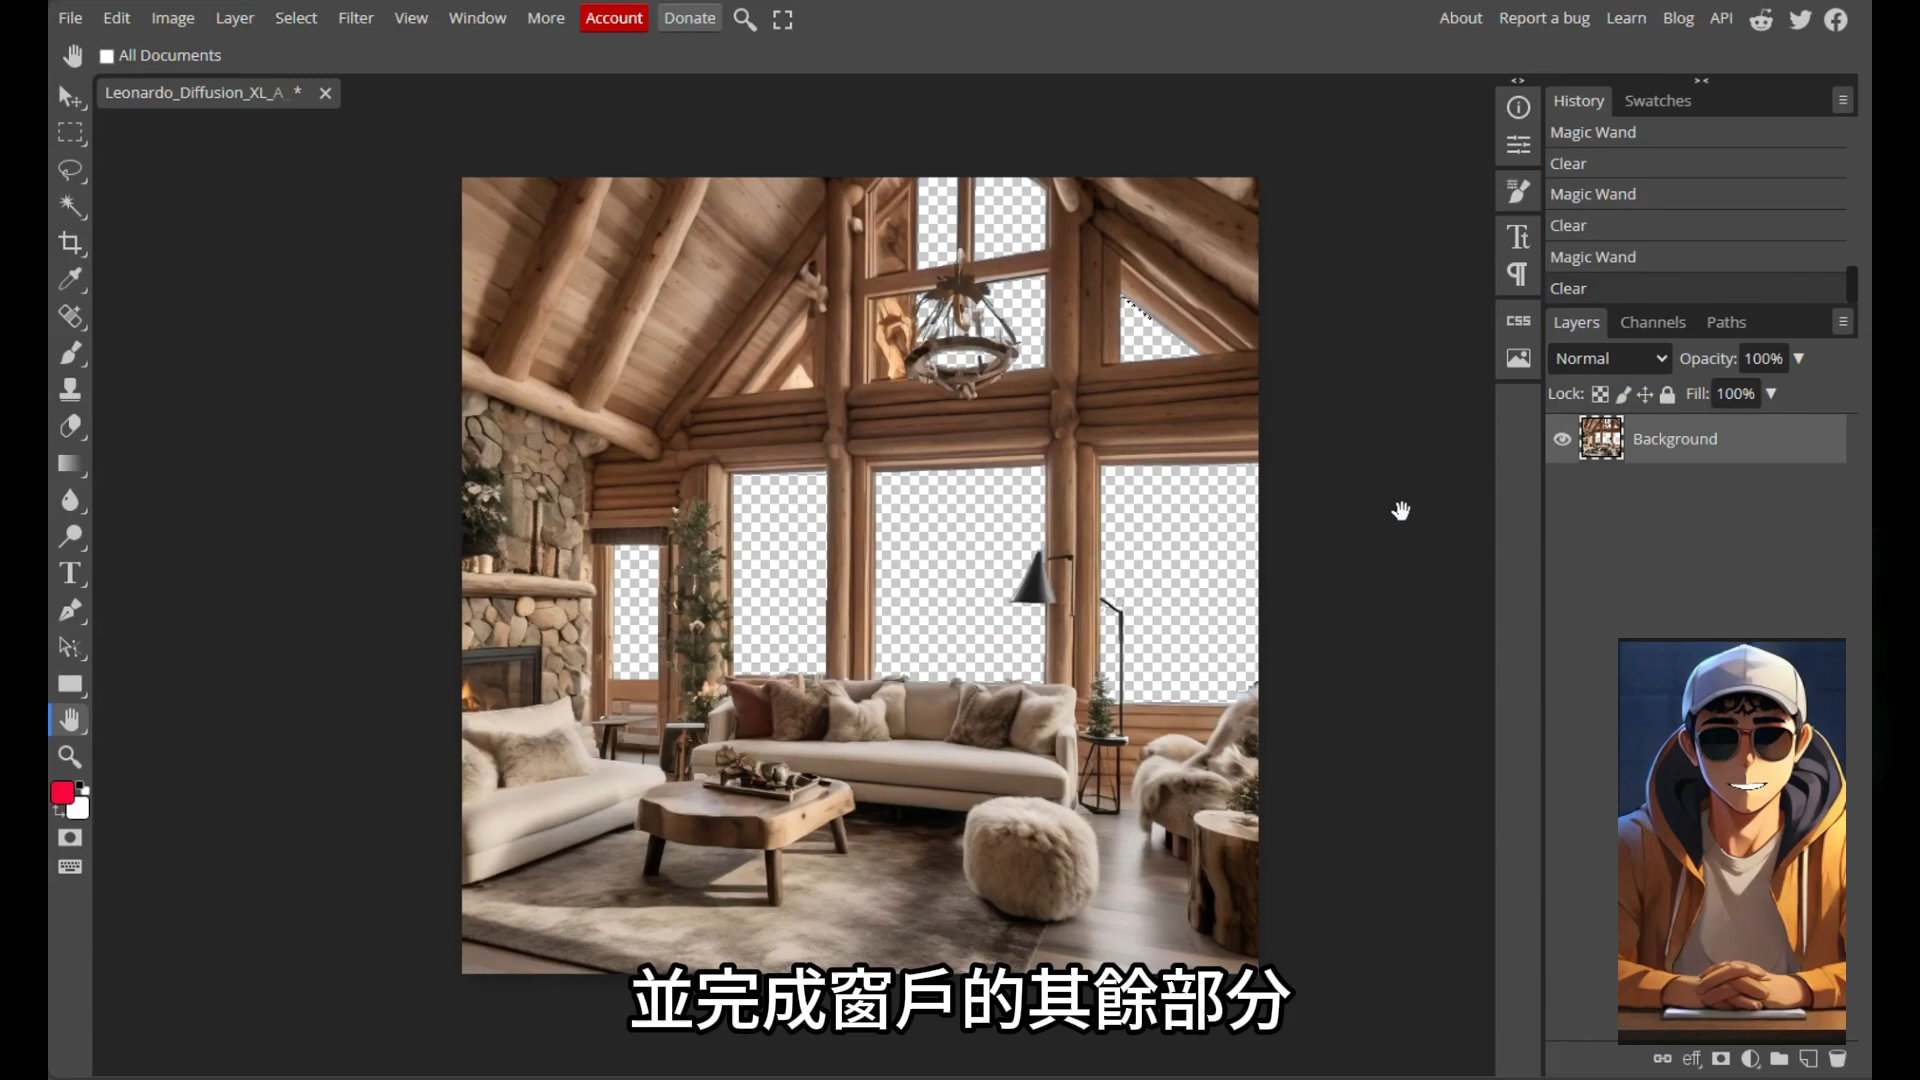 File Edit Image Layer Select Filter View Window More Account Donate About Report a bug Learn Blog API
All Documents
Leonardo_Diffusion_XL_A_ *
History Swatches
Magic Wand
Clear
Magic Wand
Clear
Magic Wand
Clear
CSS
Layers Channels Paths
Normal Opacity: 100%
Lock: Fill: 100%
Background
並完成窗戶的其餘部分
eff